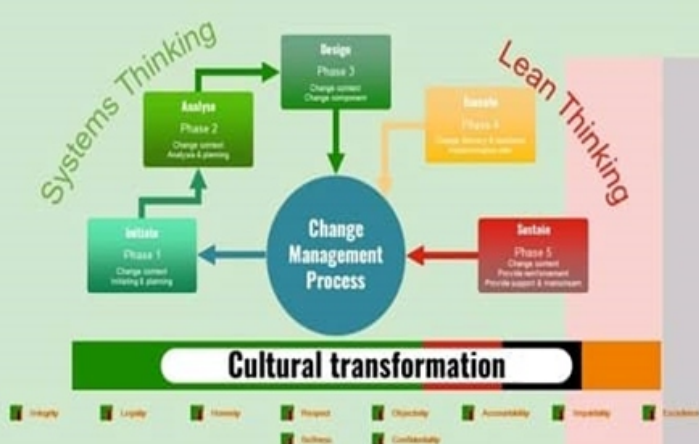 Systems Thinking
Lean Thinking
Design
Phase 3
Change context
Change component
Analyse
Phase 2
Change context
Analysis & planning
Execute
Phase 4
Initiate
Phase 1
Change context
Initiating & planning
Change
Management
Process
Sustain
Phase 5
Change content
Provide reinforcement
Provide support & mainstream
Cultural transformation
Integrity
Loyalty
Honesty
Respect
Objectivity
Accountability
Impartiality
Selfless
Confidentiality